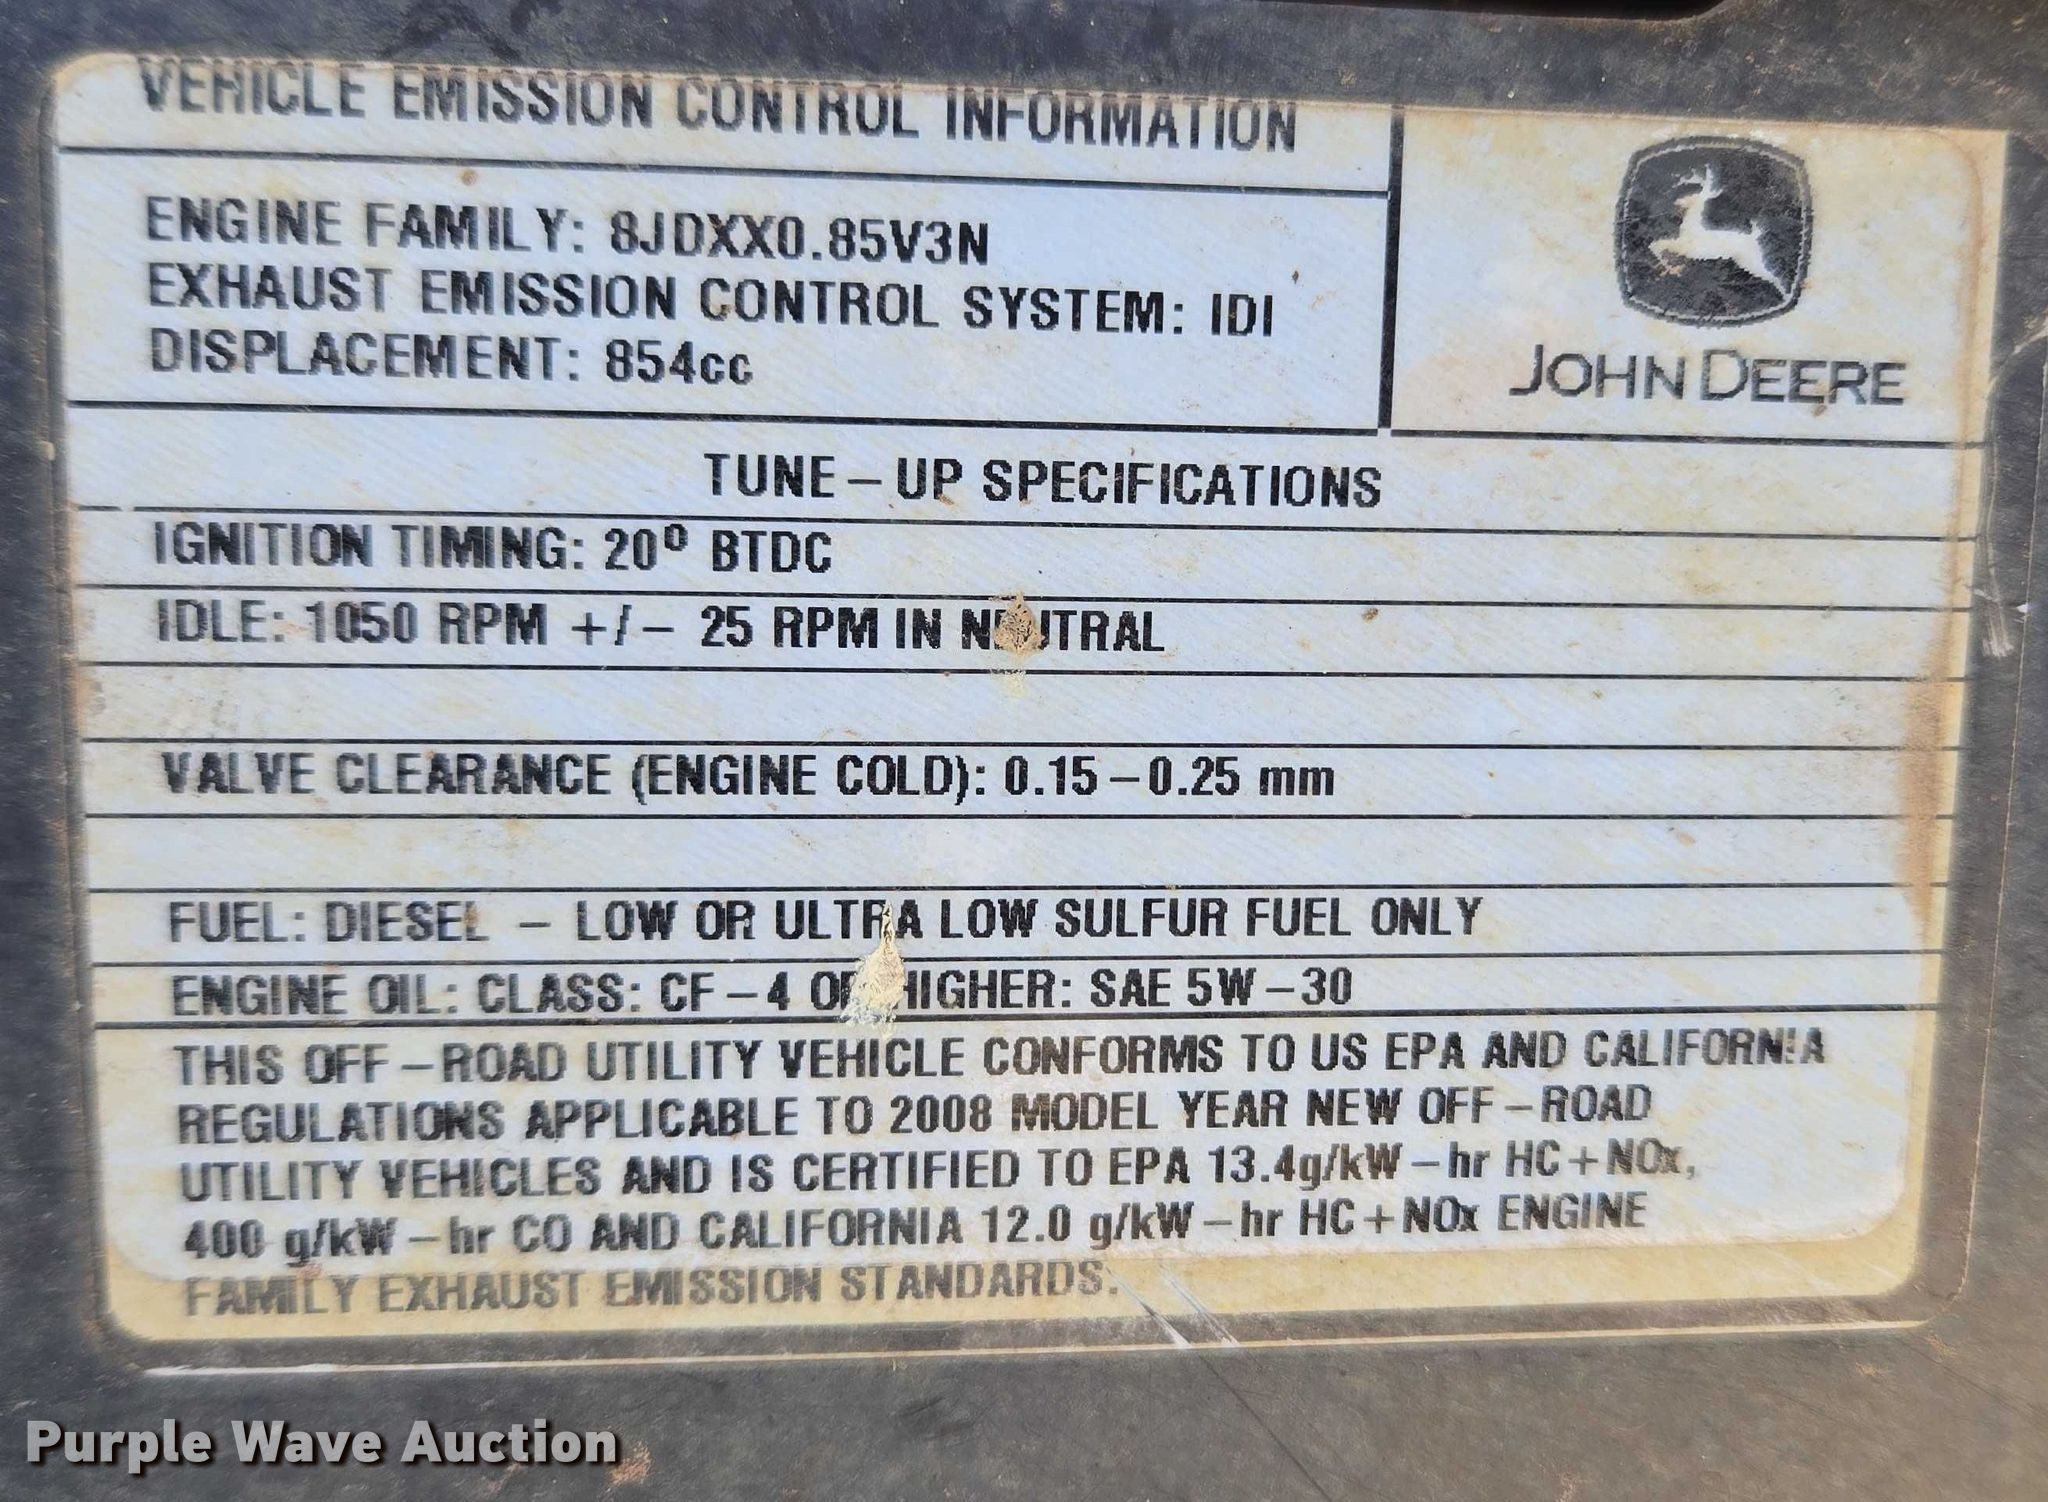 VEHICLE EMISSION CONTROL INFORMATION
ENGINE FAMILY: 8JDXX0.85V3N
EXHAUST EMISSION CONTROL SYSTEM: IDI
DISPLACEMENT: 854cc
JOHN DEERE
TUNE-UP SPECIFICATIONS
IGNITION TIMING: 20° BTDC
IDLE: 1050 RPM +/- 25 RPM IN NEUTRAL
VALVE CLEARANCE (ENGINE COLD): 0.15-0.25 mm
FUEL: DIESEL - LOW OR ULTRA LOW SULFUR FUEL ONLY
ENGINE OIL: CLASS: CF-4 OR HIGHER: SAE 5W-30
THIS OFF-ROAD UTILITY VEHICLE CONFORMS TO US EPA AND CALIFORNIA
REGULATIONS APPLICABLE TO 2008 MODEL YEAR NEW OFF-ROAD
UTILITY VEHICLES AND IS CERTIFIED TO EPA 13.4g/kW-hr HC+NOx,
400 g/kW-hr CO AND CALIFORNIA 12.0 g/kW-hr HC+NOx ENGINE
FAMILY EXHAUST EMISSION STANDARDS.
Purple Wave Auction